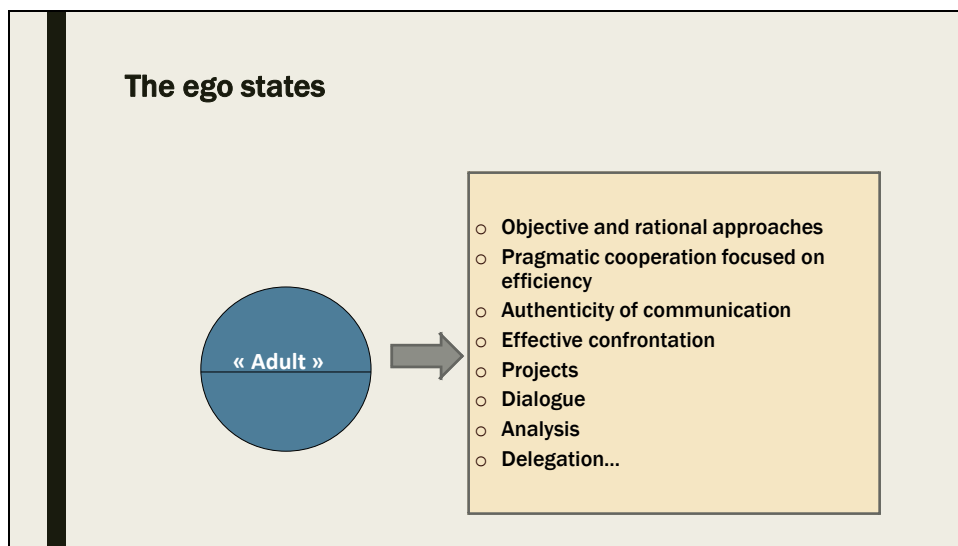 The ego states
« Adult »
○ Objective and rational approaches
○ Pragmatic cooperation focused on
efficiency
○ Authenticity of communication
○ Effective confrontation
○ Projects
○ Dialogue
○ Analysis
○ Delegation...